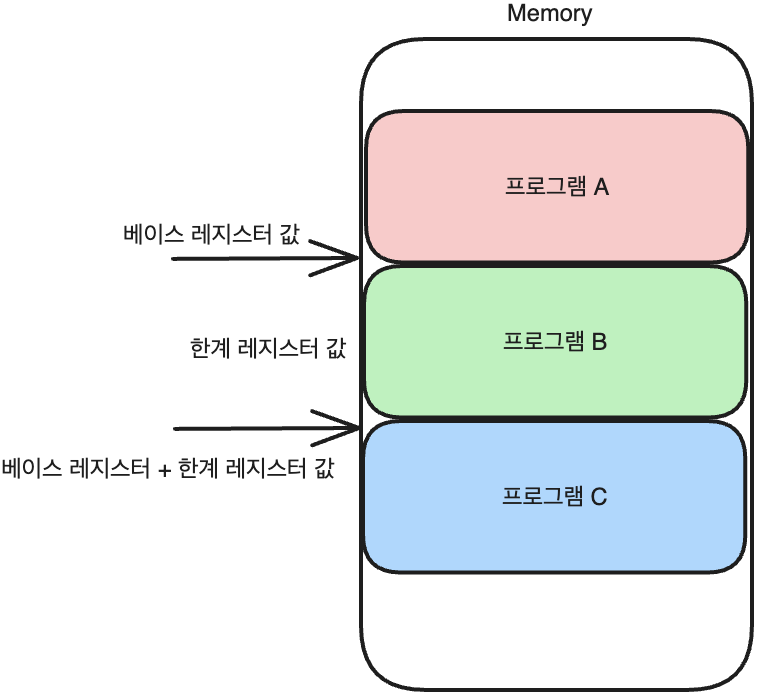 Memory
프로그램 A
베이스 레지스터 값
프로그램 B
한계 레지스터 값
베이스 레지스터 + 한계 레지스터 값
프로그램 C